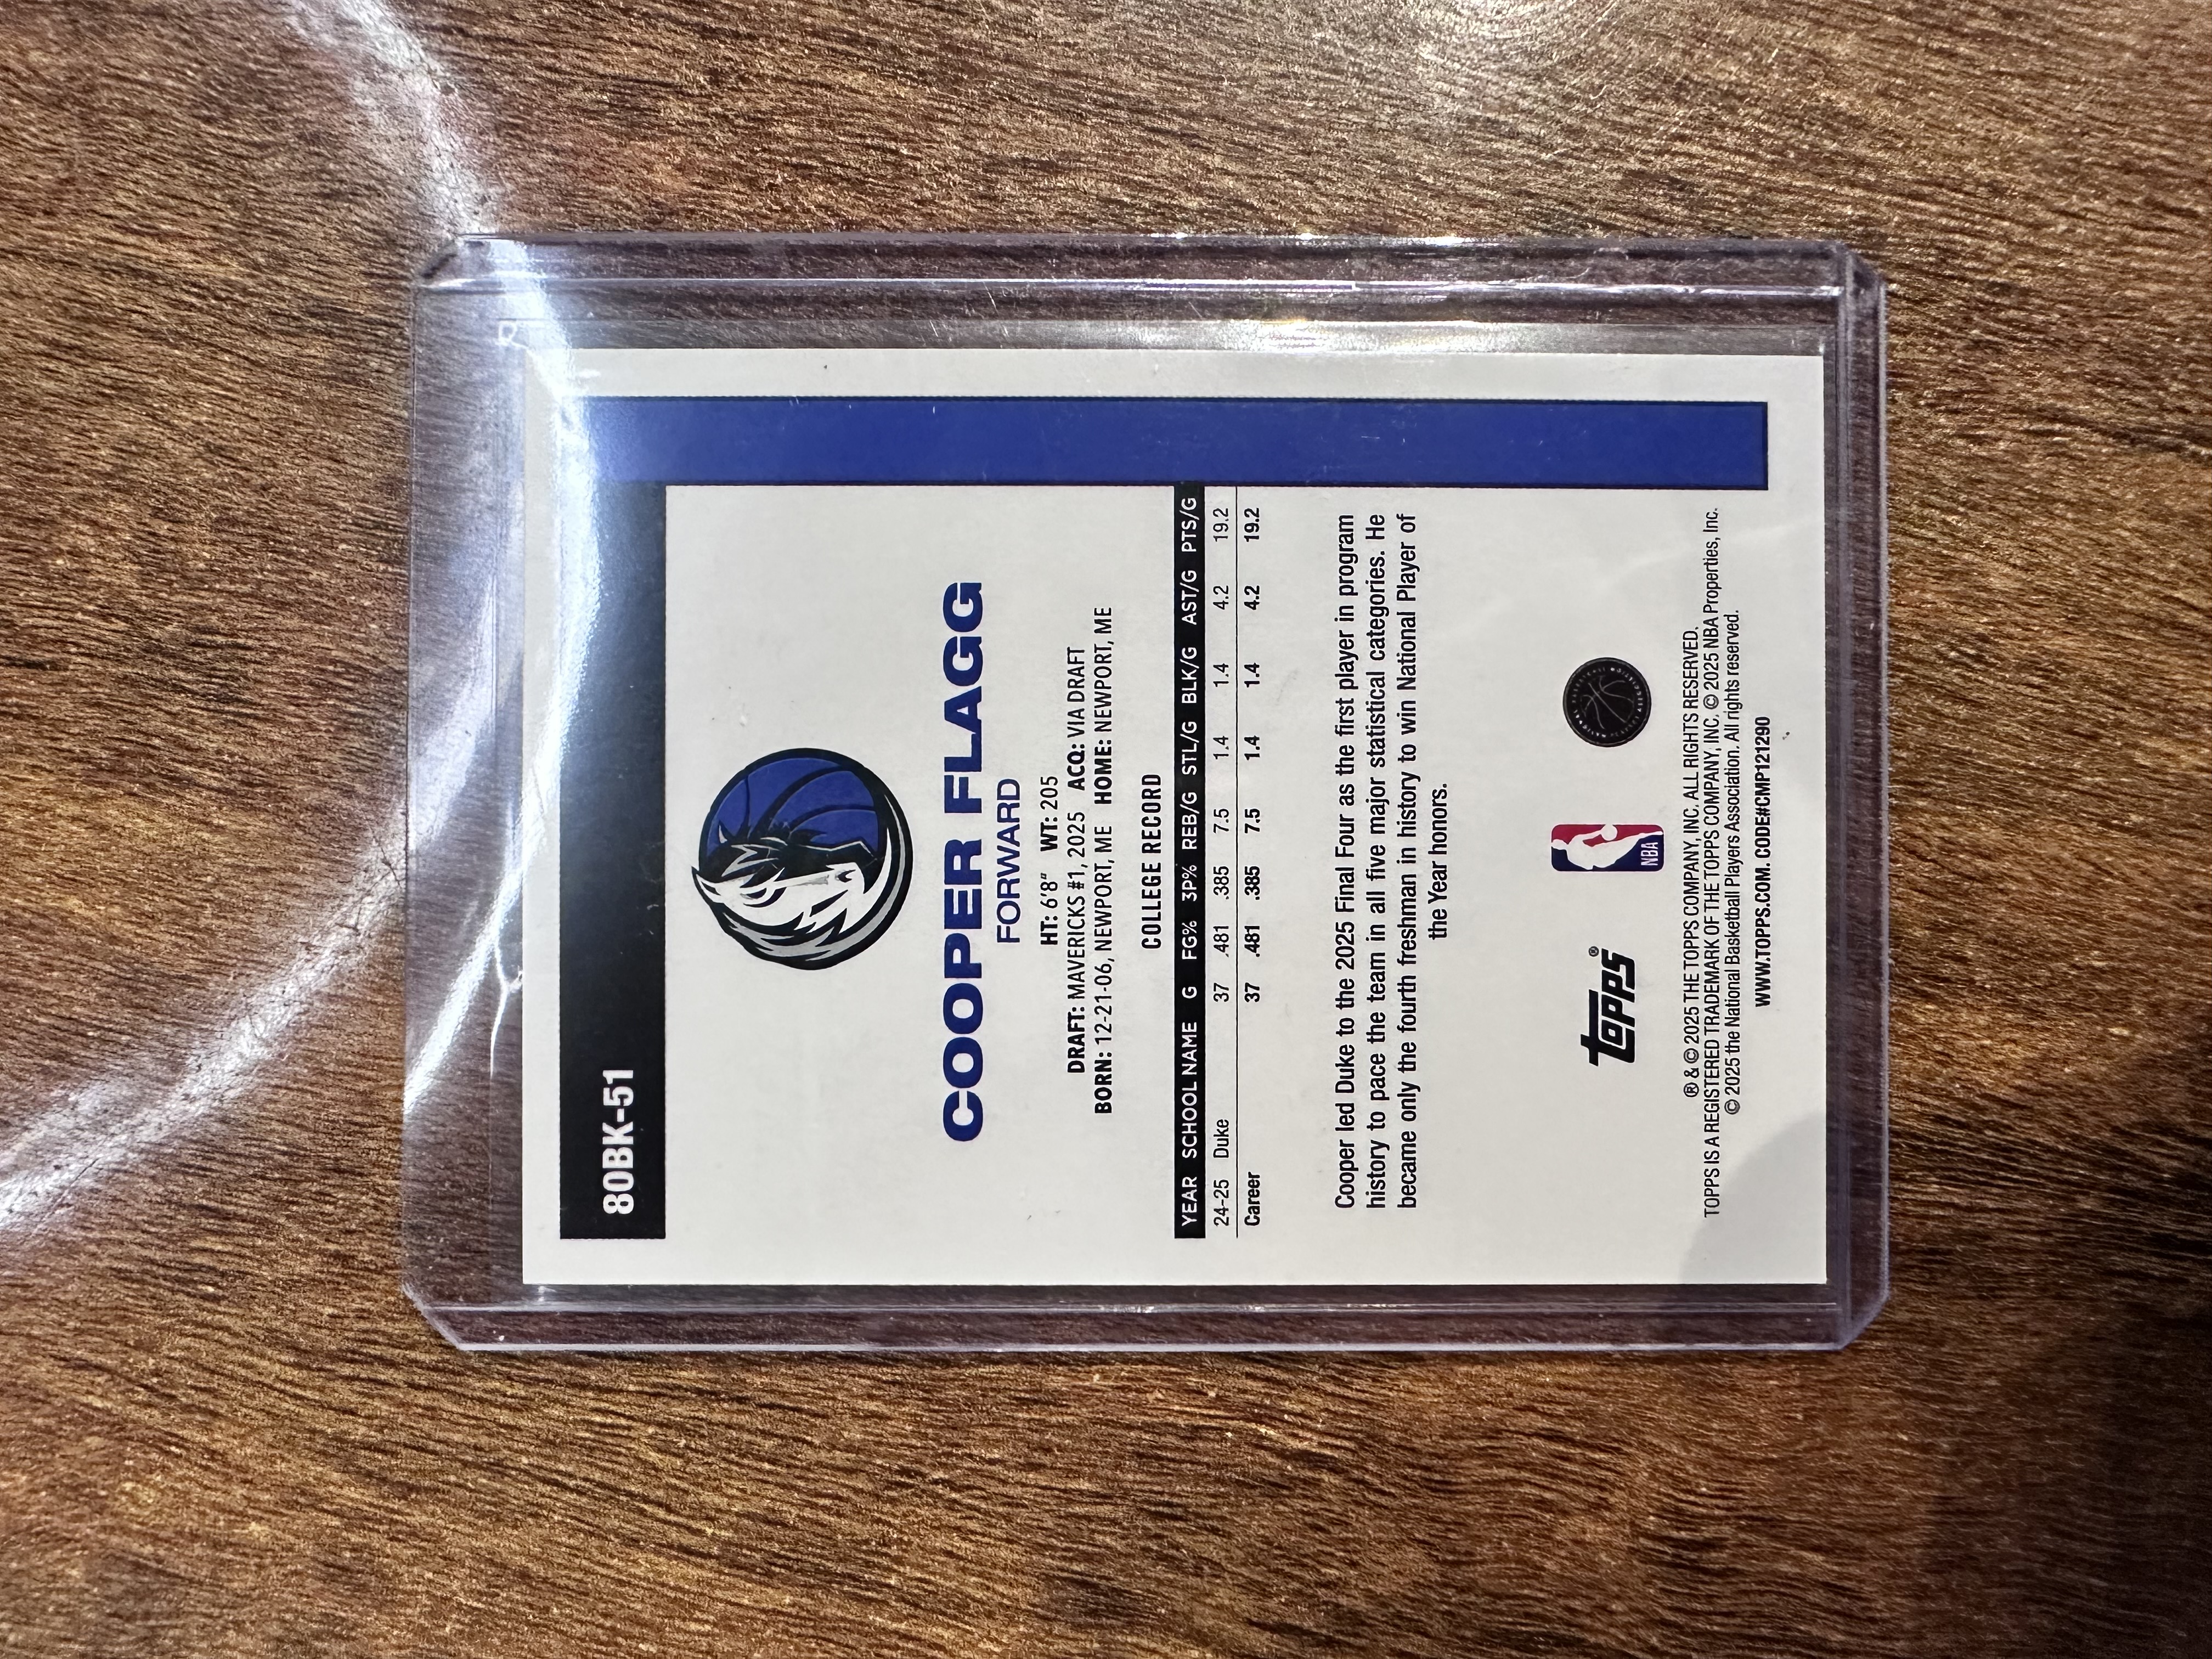 80BK-51
COOPER FLAGG
FORWARD
HT: 6'8" WT: 205
DRAFT: MAVERICKS #1, 2025 ACQ: VIA DRAFT
BORN: 12-21-06, NEWPORT, ME HOME: NEWPORT, ME
COLLEGE RECORD
YEAR SCHOOL NAME G FG% 3P% REB/G STL/G BLK/G AST/G PTS/G
24-25 Duke 37 .481 .385 7.5 1.4 1.4 4.2 19.2
Career 37 .481 .385 7.5 1.4 1.4 4.2 19.2
Cooper led Duke to the 2025 Final Four as the first player in program
history to pace the team in all five major statistical categories. He
became only the fourth freshman in history to win National Player of
the Year honors.
topps®
NBA
® & © 2025 THE TOPPS COMPANY, INC. ALL RIGHTS RESERVED.
TOPPS IS A REGISTERED TRADEMARK OF THE TOPPS COMPANY, INC. © 2025 NBA Properties, Inc.
© 2025 the National Basketball Players Association. All rights reserved.
WWW.TOPPS.COM. CODE#CMP121290